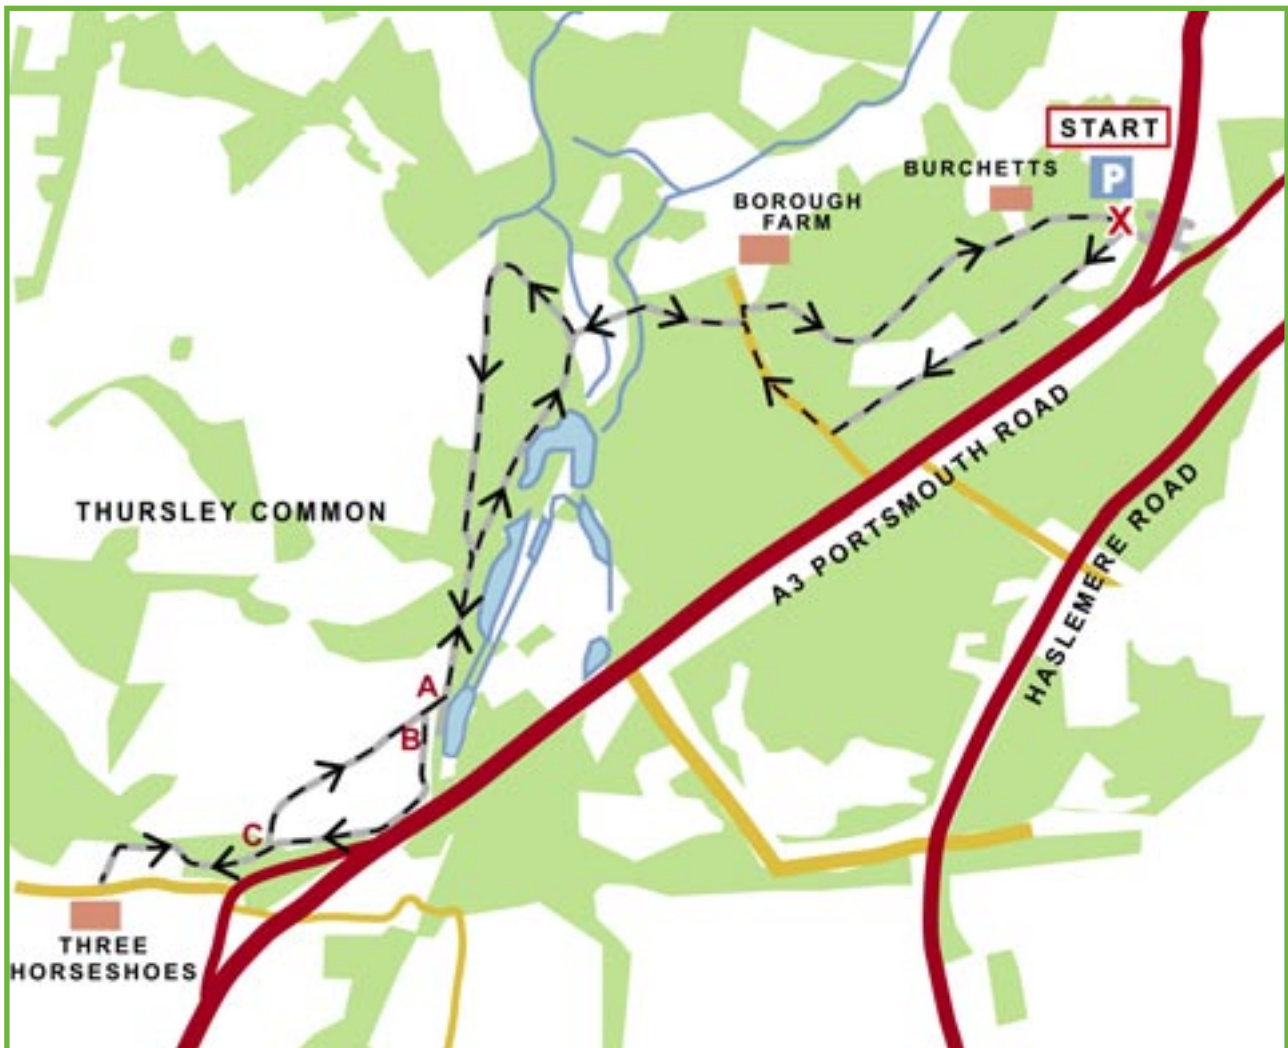 START
P
BURCHETTS
X
BOROUGH
FARM
THURSLEY COMMON
A3 PORTSMOUTH ROAD
HASLEMERE ROAD
A
B
C
THREE
HORSESHOES